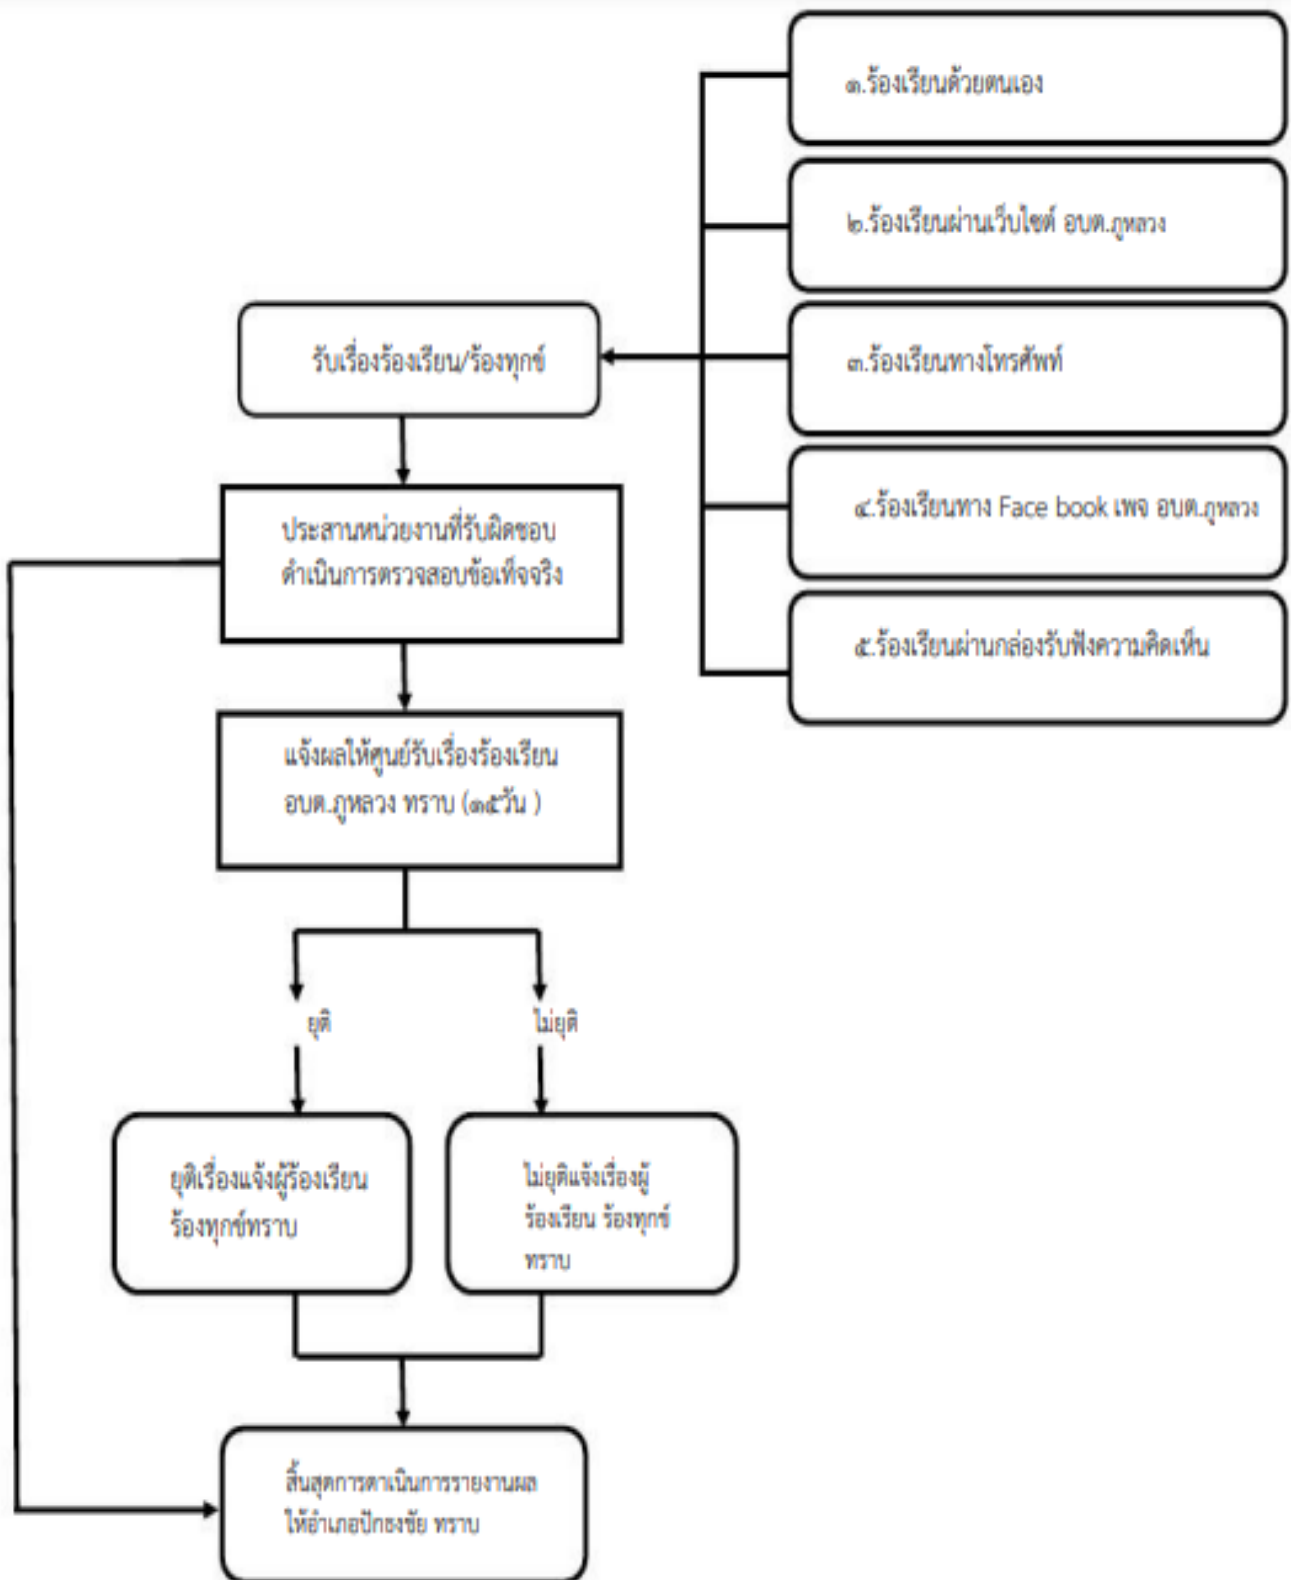 ๑.ร้องเรียนด้วยตนเอง
๒.ร้องเรียนผ่านเว็บไซต์ อบต.ภูหลวง
๓.ร้องเรียนทางโทรศัพท์
๔.ร้องเรียนทาง Face book เพจ อบต.ภูหลวง
๕.ร้องเรียนผ่านกล่องรับฟังความคิดเห็น
รับเรื่องร้องเรียน/ร้องทุกข์
ประสานหน่วยงานที่รับผิดชอบ
ดำเนินการตรวจสอบข้อเท็จจริง
แจ้งผลให้ศูนย์รับเรื่องร้องเรียน
อบต.ภูหลวง ทราบ (๑๕วัน )
ยุติ
ไม่ยุติ
ยุติเรื่องแจ้งผู้ร้องเรียน
ร้องทุกข์ทราบ
ไม่ยุติแจ้งเรื่องผู้
ร้องเรียน ร้องทุกข์
ทราบ
สิ้นสุดการดาเนินการรายงานผล
ให้อำเภอปักธงชัย ทราบ